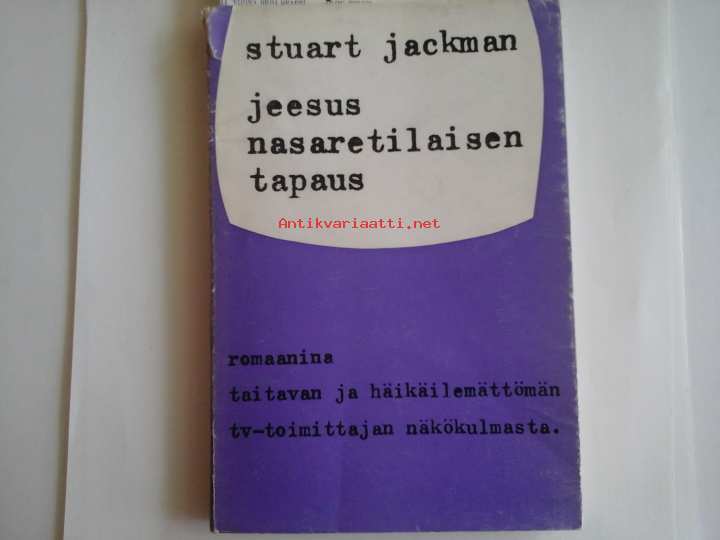 stuart jackman
jeesus
nasaretilaisen
tapaus
Antikvariaatti.net
romaanina
taitavan ja häikäilemättömän
tv-toimittajan näkökulmasta.